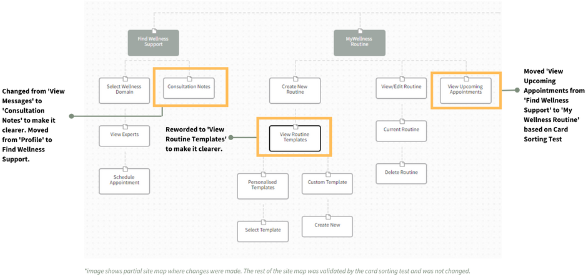 Find Wellness
Support
MyWellness
Routine
Select Wellness
Domain
Consultation Notes
Create New
Routine
View/Edit Routine
View Upcoming
Appointments
Changed from 'View
Messages' to
'Consultation
Notes' to make it
clearer. Moved
from 'Profile' to
Find Wellness
Support.
Moved 'View
Upcoming
Appointments from
'Find Wellness
Support' to 'My
Wellness Routine'
based on Card
Sorting Test
View Experts
Reworded to 'View
Routine Templates'
to make it clearer.
View Routine
Templates
Current Routine
Schedule
Appointment
Personalised
Templates
Custom Template
Delete Routine
Select Template
Create New
*image shows partial site map where changes were made. The rest of the site map was validated by the card sorting test and was not changed.